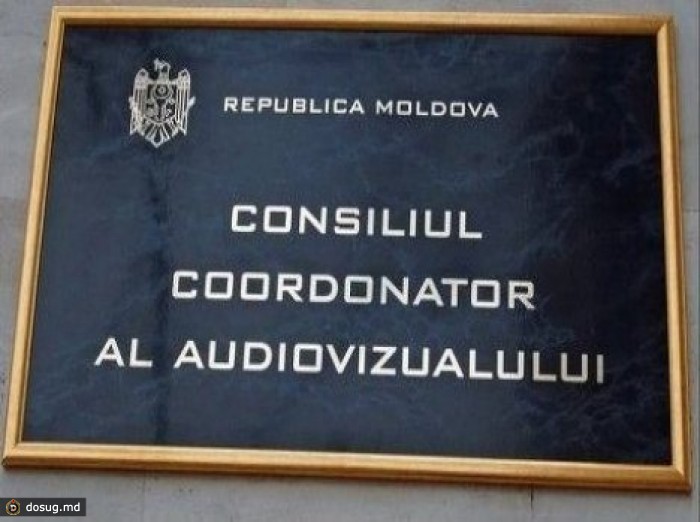 REPUBLICA MOLDOVA
CONSILIUL
COORDONATOR
AL AUDIOVIZUALULUI
dosug.md